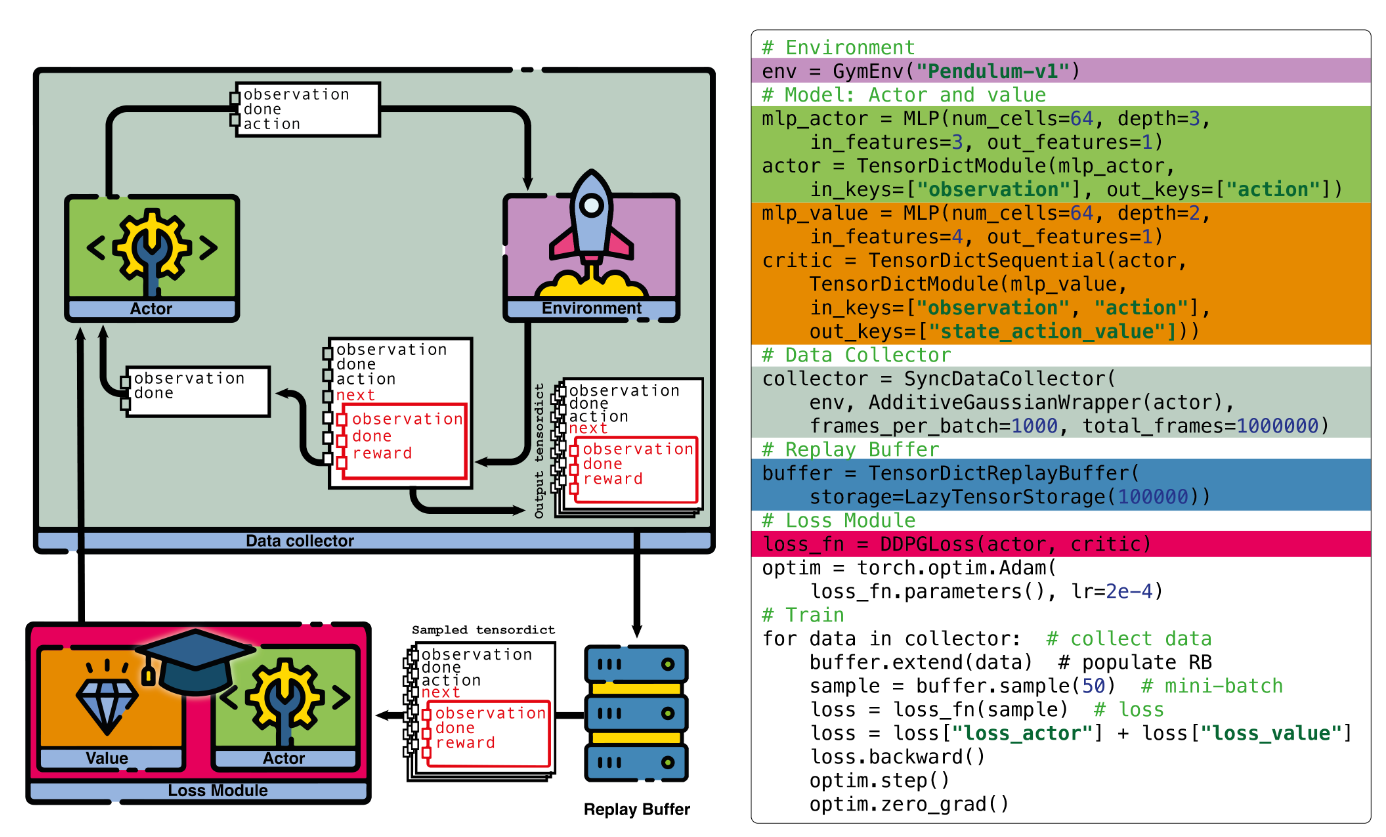 observation
done
action
Actor
Environment
observation
done
observation
done
action
next
observation
done
reward
Output tensordict
observation
done
action
next
observation
done
reward
Data collector
Sampled tensordict
observation
done
action
next
observation
done
reward
Value
Actor
Loss Module
Replay Buffer
# Environment
env = GymEnv("Pendulum-v1")
# Model: Actor and value
mlp_actor = MLP(num_cells=64, depth=3,
    in_features=3, out_features=1)
actor = TensorDictModule(mlp_actor,
    in_keys=["observation"], out_keys=["action"])
mlp_value = MLP(num_cells=64, depth=2,
    in_features=4, out_features=1)
critic = TensorDictSequential(actor,
    TensorDictModule(mlp_value,
    in_keys=["observation", "action"],
    out_keys=["state_action_value"]))
# Data Collector
collector = SyncDataCollector(
    env, AdditiveGaussianWrapper(actor),
    frames_per_batch=1000, total_frames=1000000)
# Replay Buffer
buffer = TensorDictReplayBuffer(
    storage=LazyTensorStorage(100000))
# Loss Module
loss_fn = DDPGLoss(actor, critic)
optim = torch.optim.Adam(
    loss_fn.parameters(), lr=2e-4)
# Train
for data in collector:  # collect data
    buffer.extend(data)  # populate RB
    sample = buffer.sample(50)  # mini-batch
    loss = loss_fn(sample)  # loss
    loss = loss["loss_actor"] + loss["loss_value"]
    loss.backward()
    optim.step()
    optim.zero_grad()